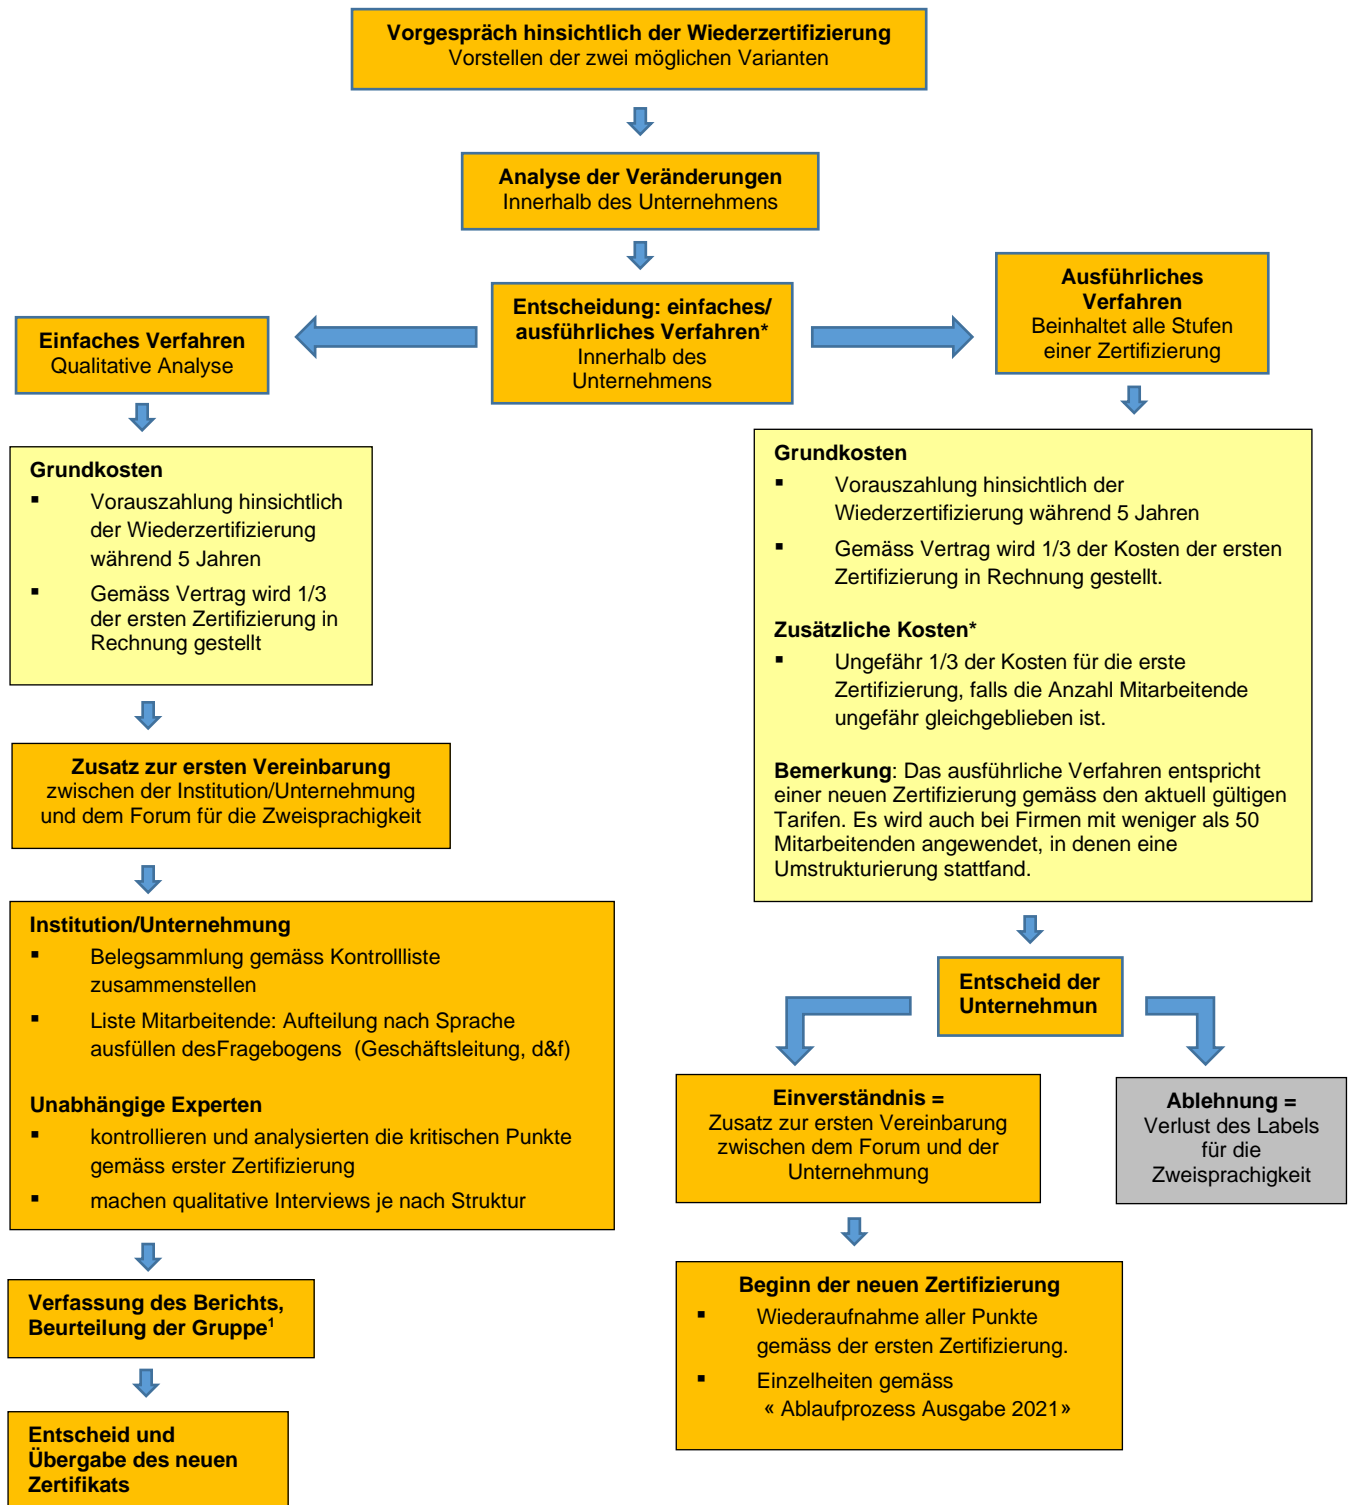 Vorgespräch hinsichtlich der Wiederzertifizierung
Vorstellen der zwei möglichen Varianten
Analyse der Veränderungen
Innerhalb des Unternehmens
Entscheidung: einfaches/
ausführliches Verfahren*
Innerhalb des
Unternehmens
Einfaches Verfahren
Qualitative Analyse
Grundkosten
▪ Vorauszahlung hinsichtlich
der Wiederzertifizierung
während 5 Jahren
▪ Gemäss Vertrag wird 1/3
der ersten Zertifizierung in
Rechnung gestellt
Zusatz zur ersten Vereinbarung
zwischen der Institution/Unternehmung
und dem Forum für die Zweisprachigkeit
Institution/Unternehmung
▪ Belegsammlung gemäss Kontrollliste
zusammenstellen
▪ Liste Mitarbeitende: Aufteilung nach Sprache
ausfüllen desFragebogens (Geschäftsleitung, d&f)
Unabhängige Experten
▪ kontrollieren und analysierten die kritischen Punkte
gemäss erster Zertifizierung
▪ machen qualitative Interviews je nach Struktur
Verfassung des Berichts,
Beurteilung der Gruppe¹
Entscheid und
Übergabe des neuen
Zertifikats
Ausführliches
Verfahren
Beinhaltet alle Stufen
einer Zertifizierung
Grundkosten
▪ Vorauszahlung hinsichtlich der
Wiederzertifizierung während 5 Jahren
▪ Gemäss Vertrag wird 1/3 der Kosten der ersten
Zertifizierung in Rechnung gestellt.
Zusätzliche Kosten*
▪ Ungefähr 1/3 der Kosten für die erste
Zertifizierung, falls die Anzahl Mitarbeitende
ungefähr gleichgeblieben ist.
Bemerkung: Das ausführliche Verfahren entspricht
einer neuen Zertifizierung gemäss den aktuell gültigen
Tarifen. Es wird auch bei Firmen mit weniger als 50
Mitarbeitenden angewendet, in denen eine
Umstrukturierung stattfand.
Entscheid der
Unternehmun
Einverständnis =
Zusatz zur ersten Vereinbarung
zwischen dem Forum und der
Unternehmung
Ablehnung =
Verlust des Labels
für die
Zweisprachigkeit
Beginn der neuen Zertifizierung
▪ Wiederaufnahme aller Punkte
gemäss der ersten Zertifizierung.
▪ Einzelheiten gemäss
« Ablaufprozess Ausgabe 2021»